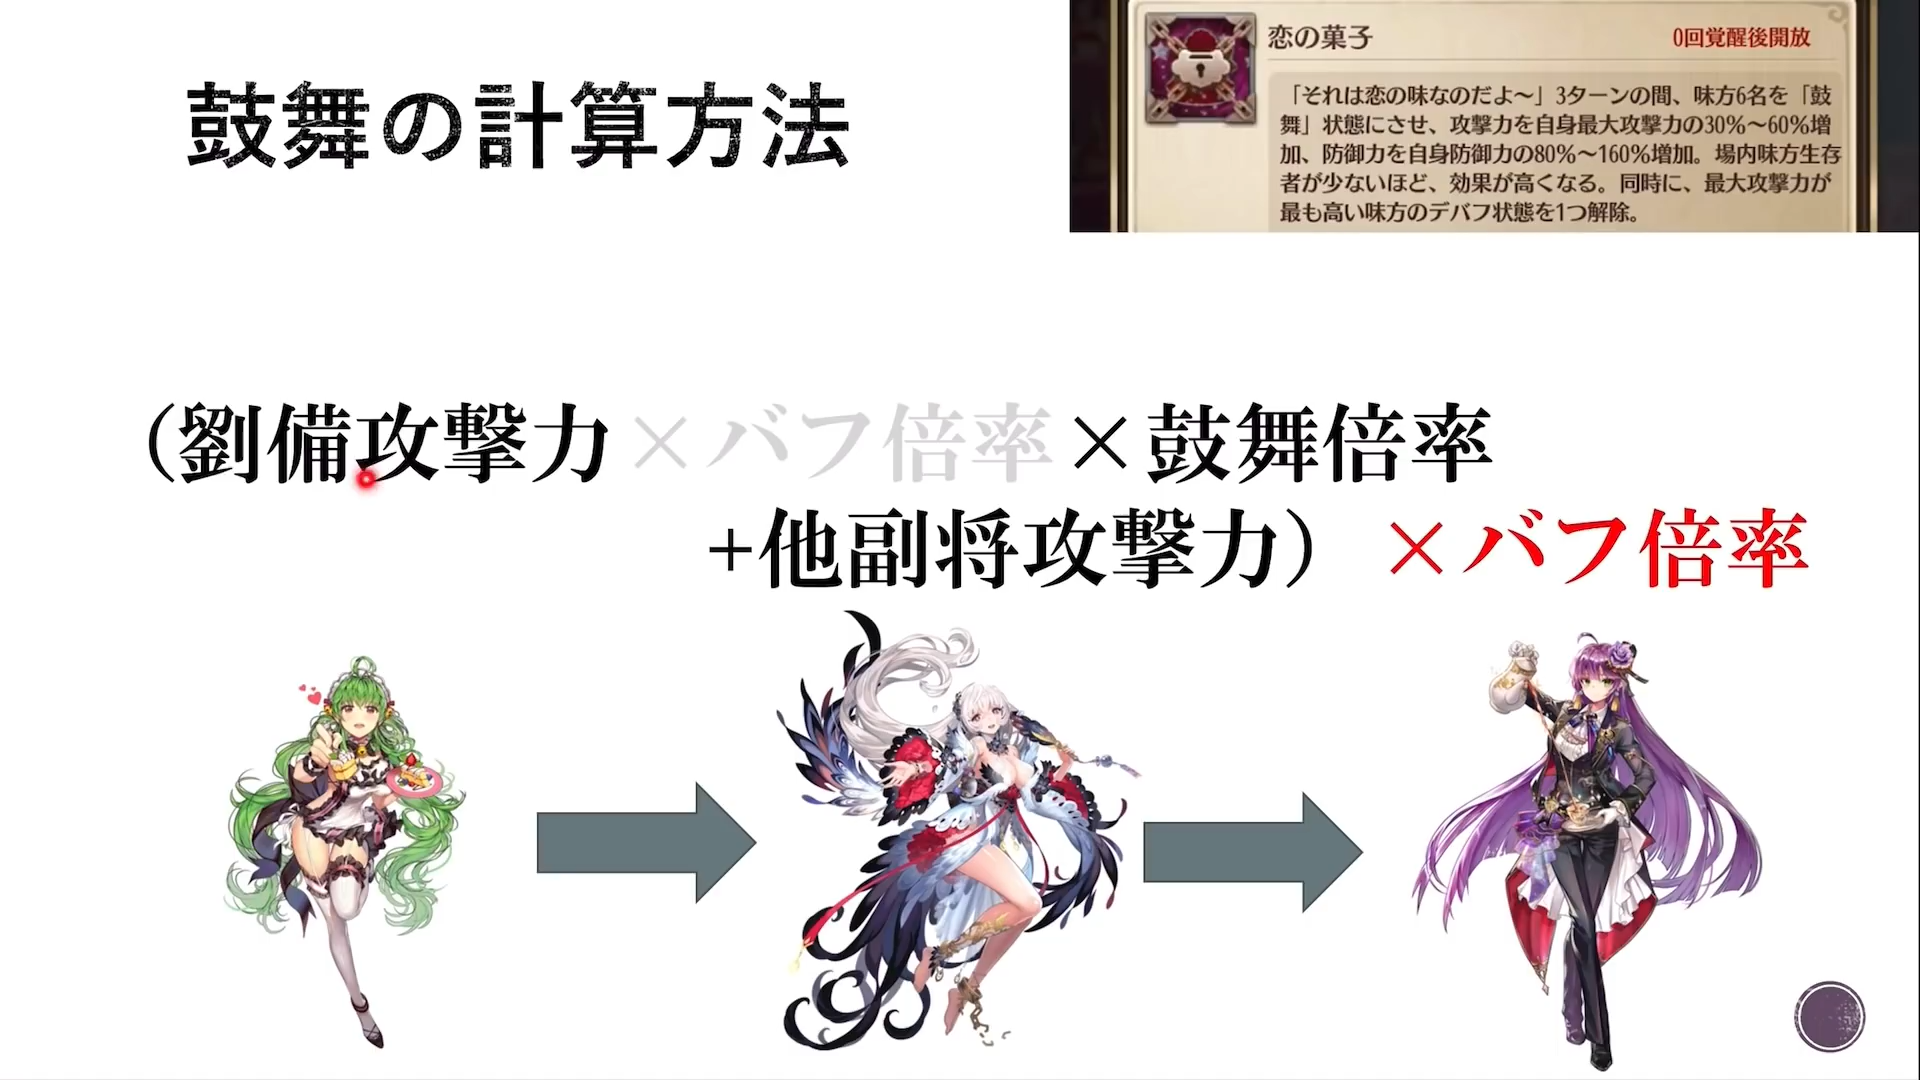 鼓舞の計算方法
恋の菓子
0回覚醒後開放
「それは恋の味なのだよ～」3ターンの間、味方6名を「鼓
舞」状態にさせ、攻撃力を自身最大攻撃力の30%～60%増
加、防御力を自身防御力の80%～160%増加。場内味方生存
者が少ないほど、効果が高くなる。同時に、最大攻撃力が
最も高い味方のデバフ状態を1つ解除。
（劉備攻撃力×バフ倍率×鼓舞倍率
+他副将攻撃力）×バフ倍率